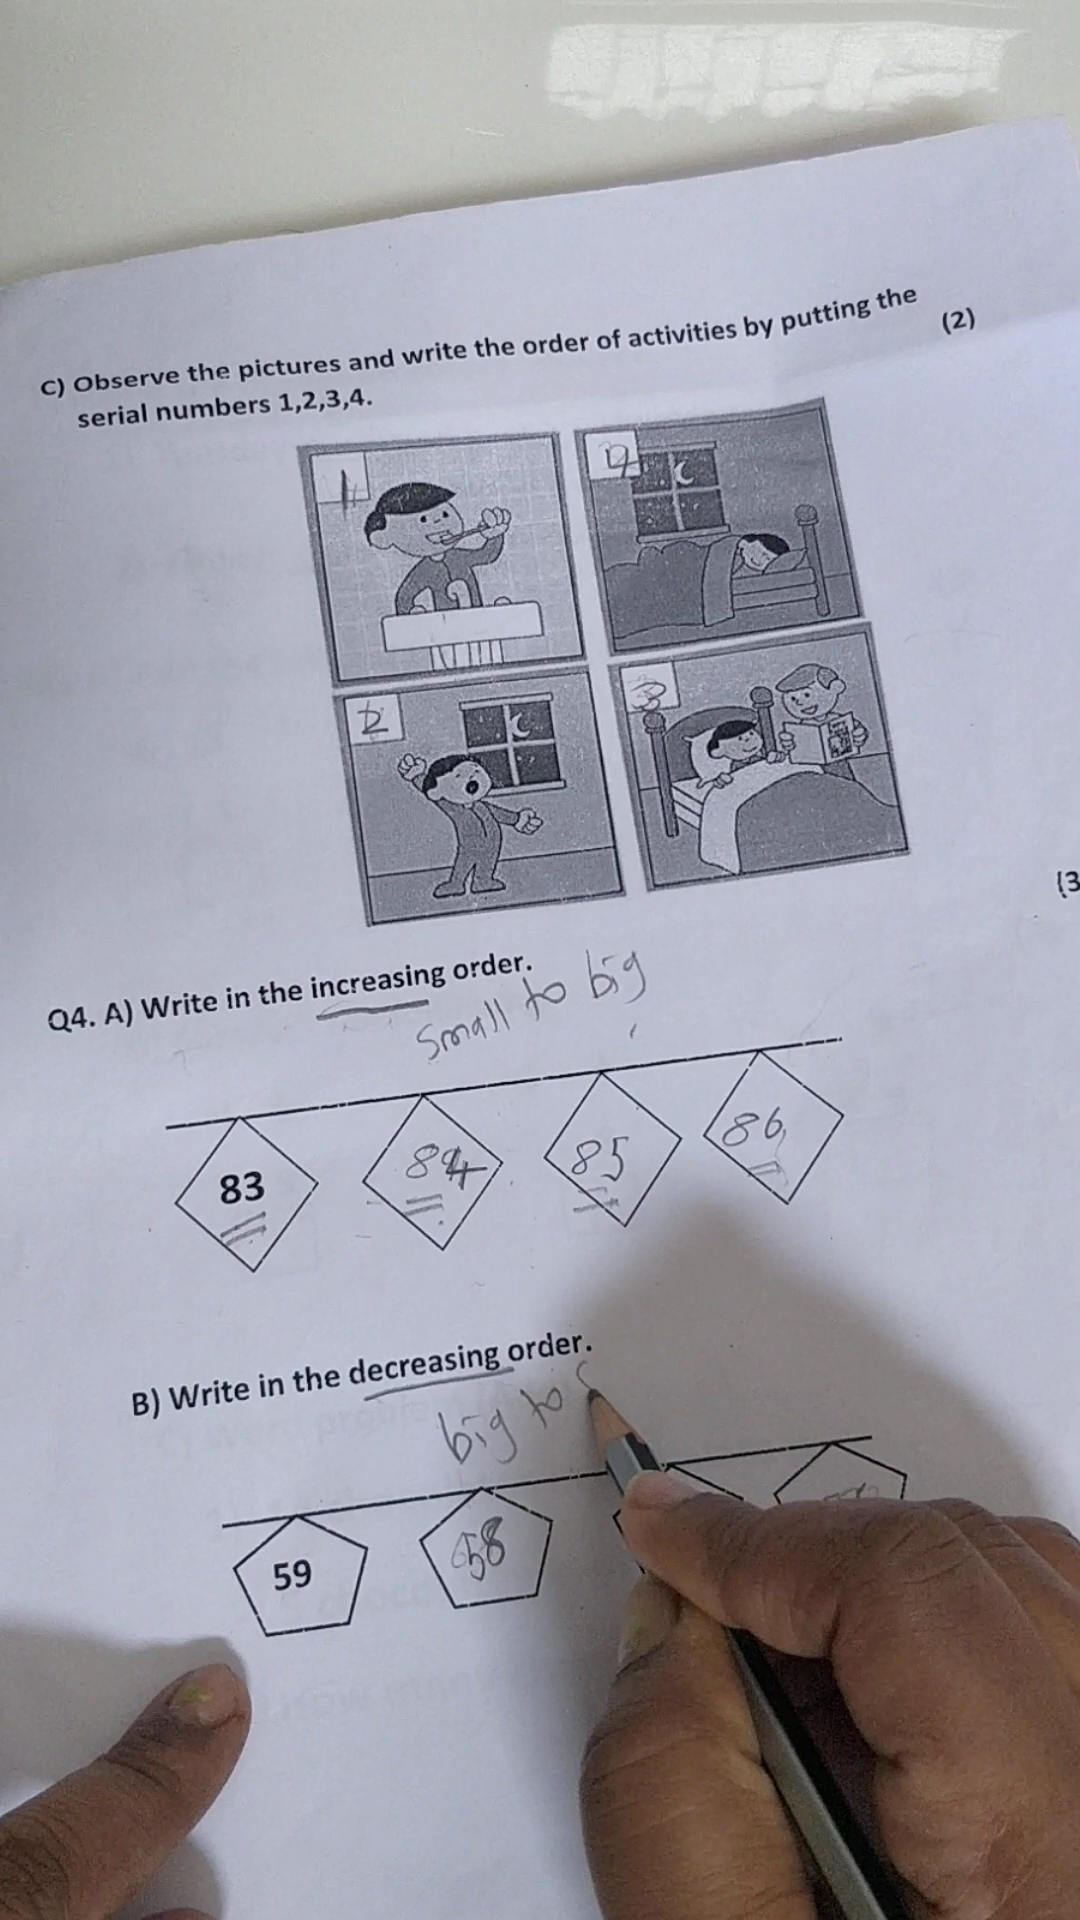 C) Observe the pictures and write the order of activities by putting the
serial numbers 1,2,3,4.
(2)
1
4
2
3
(3
Q4. A) Write in the increasing order.
Small to big
83
84
85
86
B) Write in the decreasing order.
big to
59
58